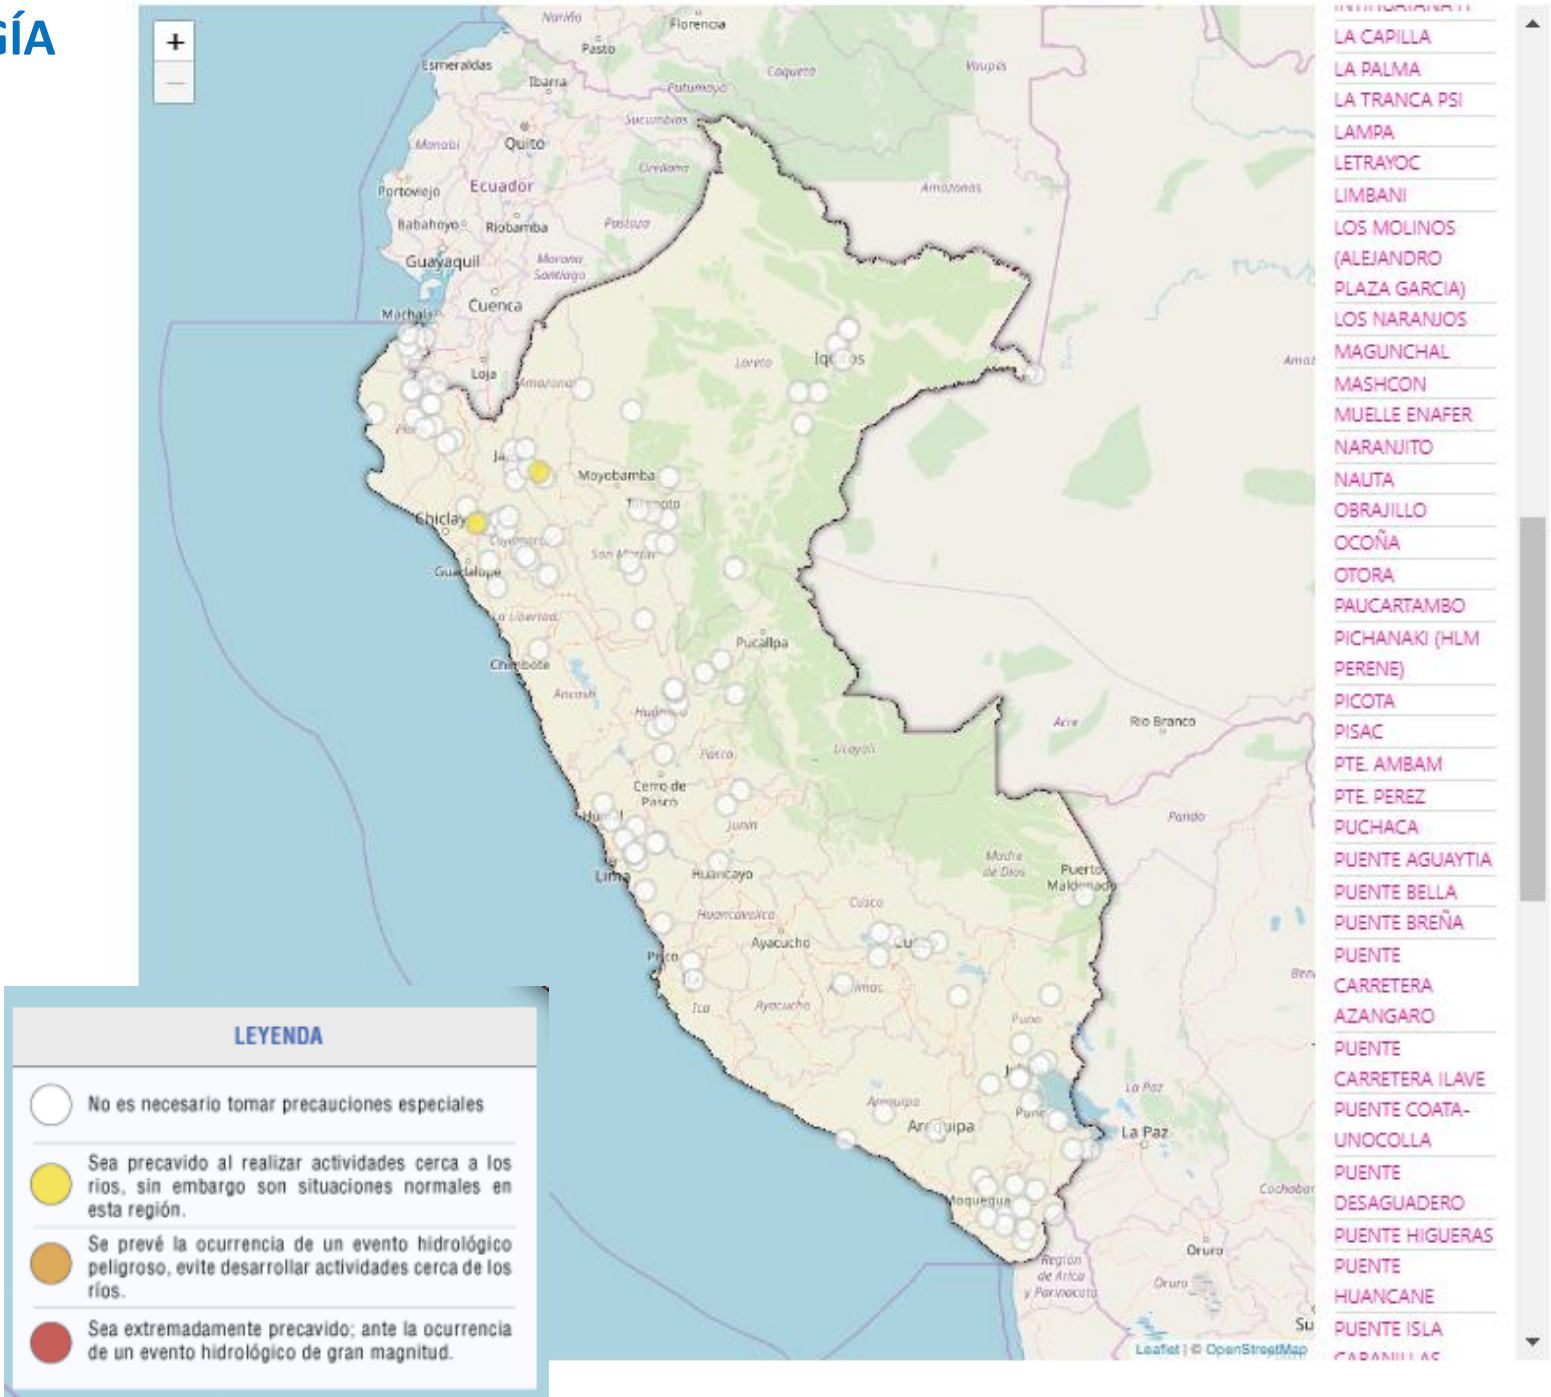 GÍA
+
−
Nariño
Florencia
Pasto
Esmeraldas
Ibarra
Caquetá
Vaupés
Putumayo
Sucumbíos
Manabí
Quito
Orellana
Portoviejo
Ecuador
Amazonas
Babahoyo
Riobamba
Pastaza
Guayaquil
Morona
Santiago
Cuenca
Machala
Loja
Amazonas
Loreto
Moyobamba
San Martín
Guadalupe
La Libertad
Chimbote
Pucallpa
Ancash
Acre
Rio Branco
Pasco
Ucayali
Cerro de
Pasco
Junín
Pando
Lima
Huancayo
Madre
de Dios
Puerto
Maldonado
Cusco
Huancavelica
Ayacucho
Ica
Ayacucho
Puno
La Paz
Arequipa
Arequipa
La Paz
Moquegua
Región
de Arica
y Parinacota
Oruro
Oruro
Su
Leaflet | © OpenStreetMap
LA CAPILLA
LA PALMA
LA TRANCA PSI
LAMPA
LETRAYOC
LIMBANI
LOS MOLINOS
(ALEJANDRO
PLAZA GARCIA)
LOS NARANJOS
MAGUNCHAL
MASHCON
MUELLE ENAFER
NARANJITO
NAUTA
OBRAJILLO
OCOÑA
OTORA
PAUCARTAMBO
PICHANAKI (HLM
PERENE)
PICOTA
PISAC
PTE. AMBAM
PTE. PEREZ
PUCHACA
PUENTE AGUAYTIA
PUENTE BELLA
PUENTE BREÑA
PUENTE
CARRETERA
AZANGARO
PUENTE
CARRETERA ILAVE
PUENTE COATA-
UNOCOLLA
PUENTE
DESAGUADERO
PUENTE HIGUERAS
PUENTE
HUANCANE
PUENTE ISLA
LEYENDA
No es necesario tomar precauciones especiales
Sea precavido al realizar actividades cerca a los
rios, sin embargo son situaciones normales en
esta región.
Se prevé la ocurrencia de un evento hidrológico
peligroso, evite desarrollar actividades cerca de los
ríos.
Sea extremadamente precavido; ante la ocurrencia
de un evento hidrológico de gran magnitud.